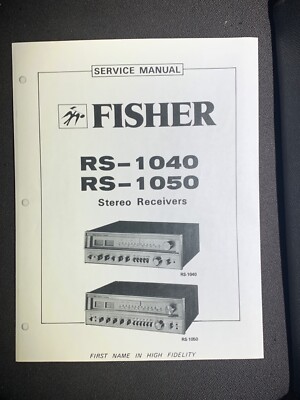 SERVICE MANUAL
FISHER
RS-1040
RS-1050
Stereo Receivers
RS 1040
RS 1050
FIRST NAME IN HIGH FIDELITY